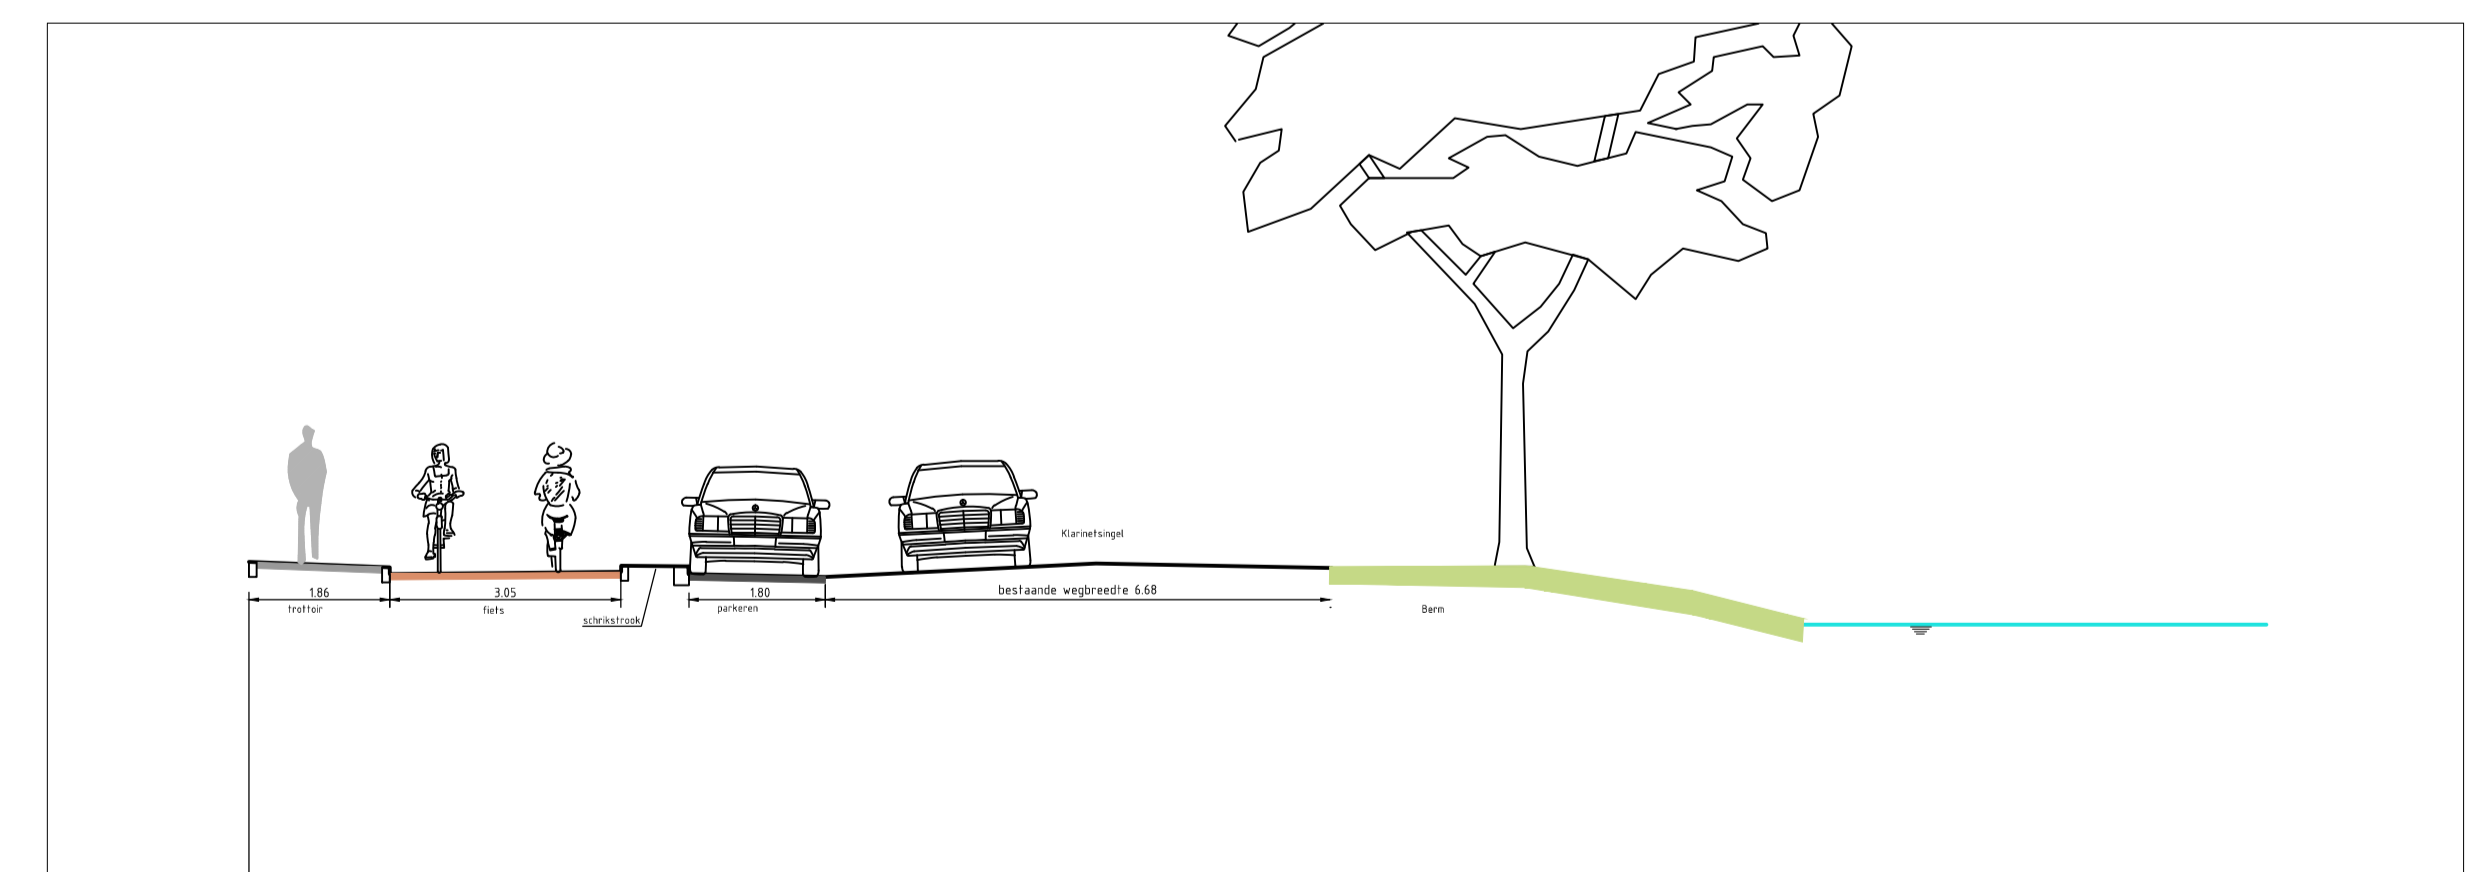 Klarinetsingel
1.86
3.05
1.80
bestaande wegbreedte 6.68
trottoir
fiets
schrikstrook
parkeren
Berm